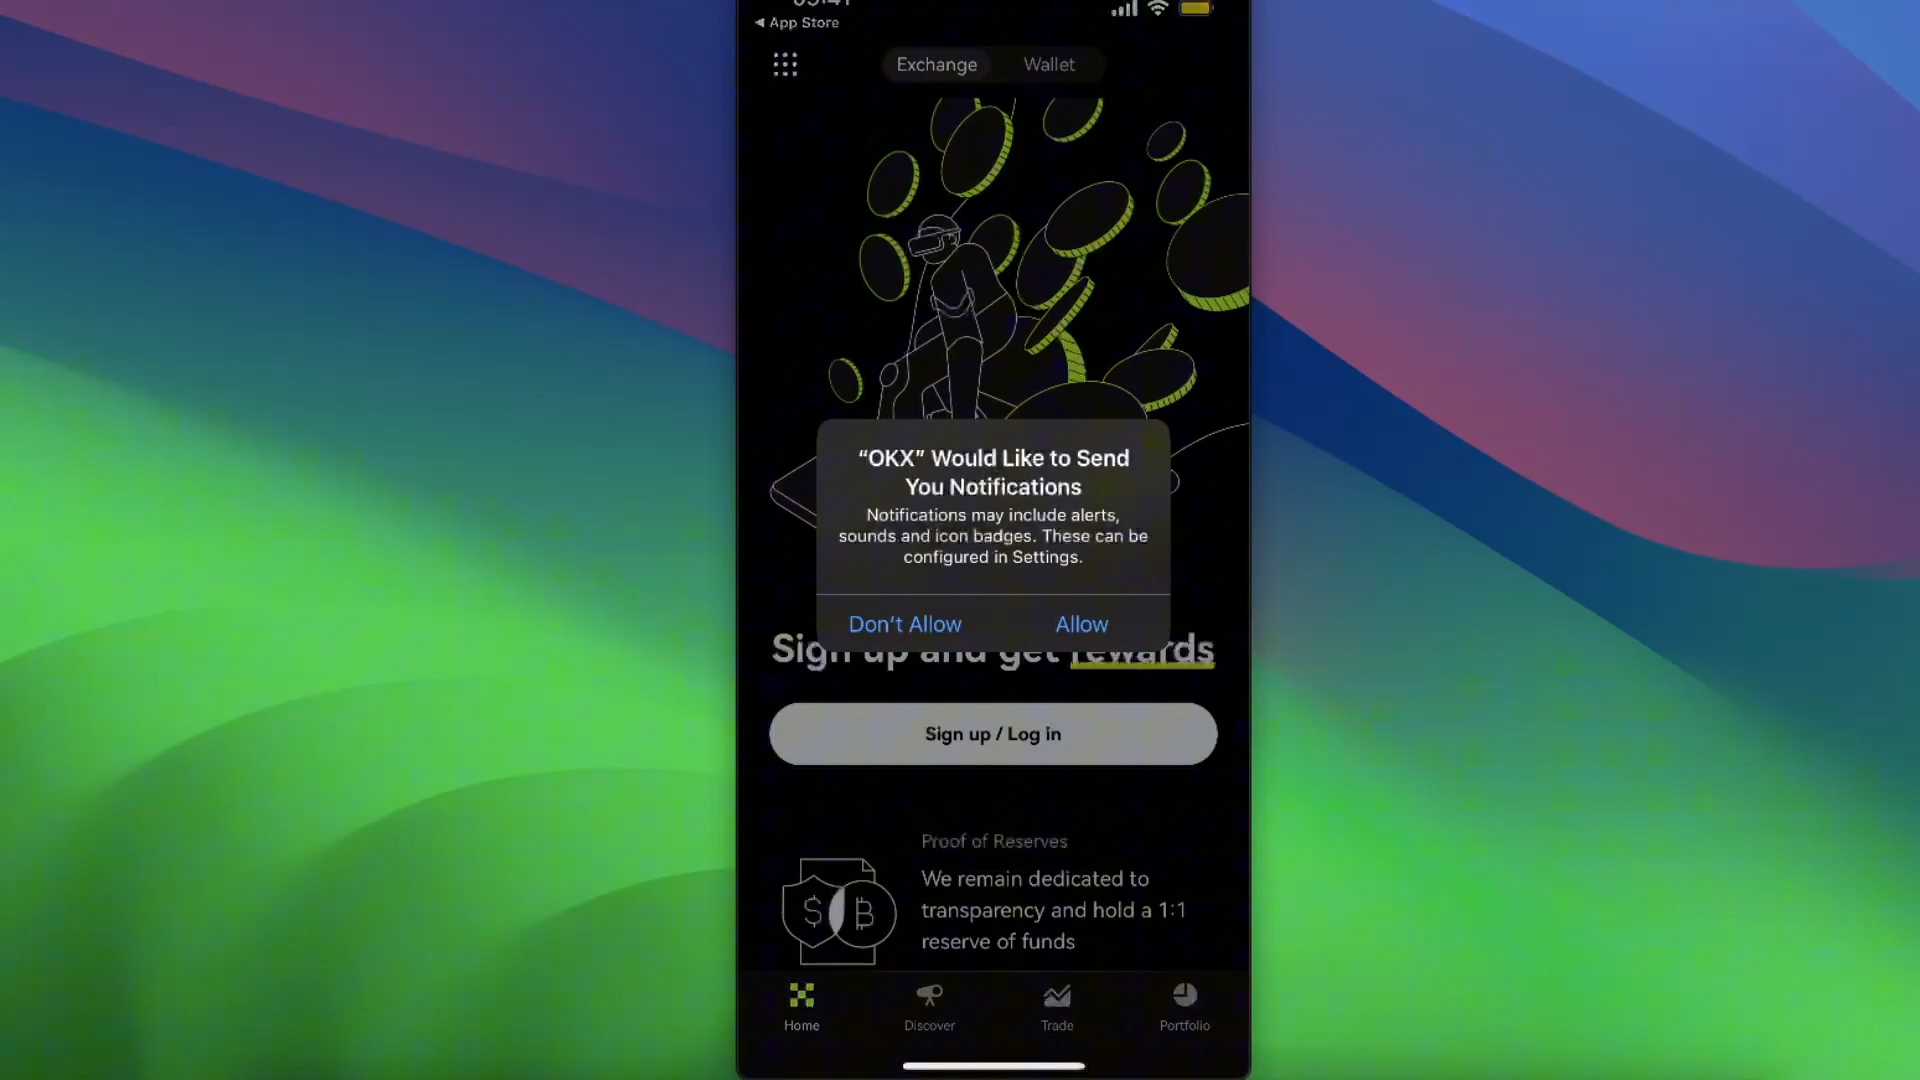 App Store
Exchange
Wallet
“OKX” Would Like to Send
You Notifications
Notifications may include alerts,
sounds and icon badges. These can be
configured in Settings.
Don’t Allow
Allow
Sign up and get rewards
Sign up / Log in
Proof of Reserves
We remain dedicated to
transparency and hold a 1:1
reserve of funds
Home
Discover
Trade
Portfolio